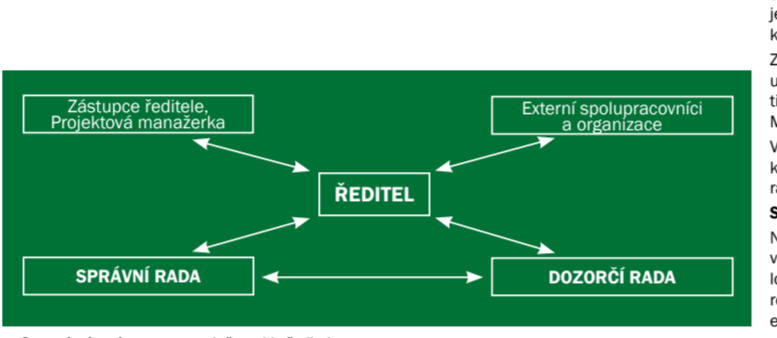 Zástupce ředitele,
Projektová manažerka
Externí spolupracovníci
a organizace
ŘEDITEL
SPRÁVNÍ RADA
DOZORČÍ RADA